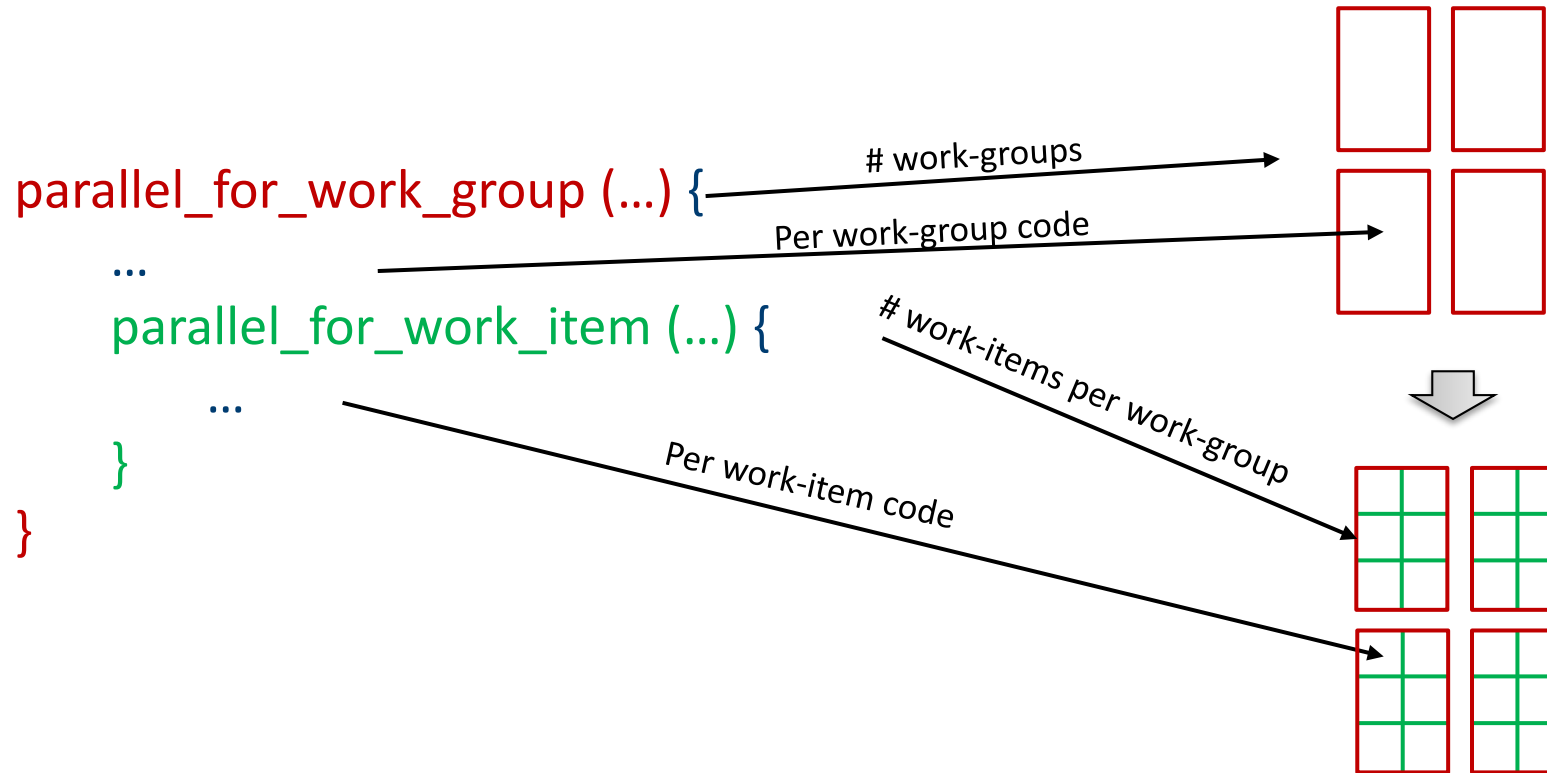 # work-groups
parallel_for_work_group (…) {
Per work-group code
…
parallel_for_work_item (…) {
# work-items per work-group
…
Per work-item code
}
}